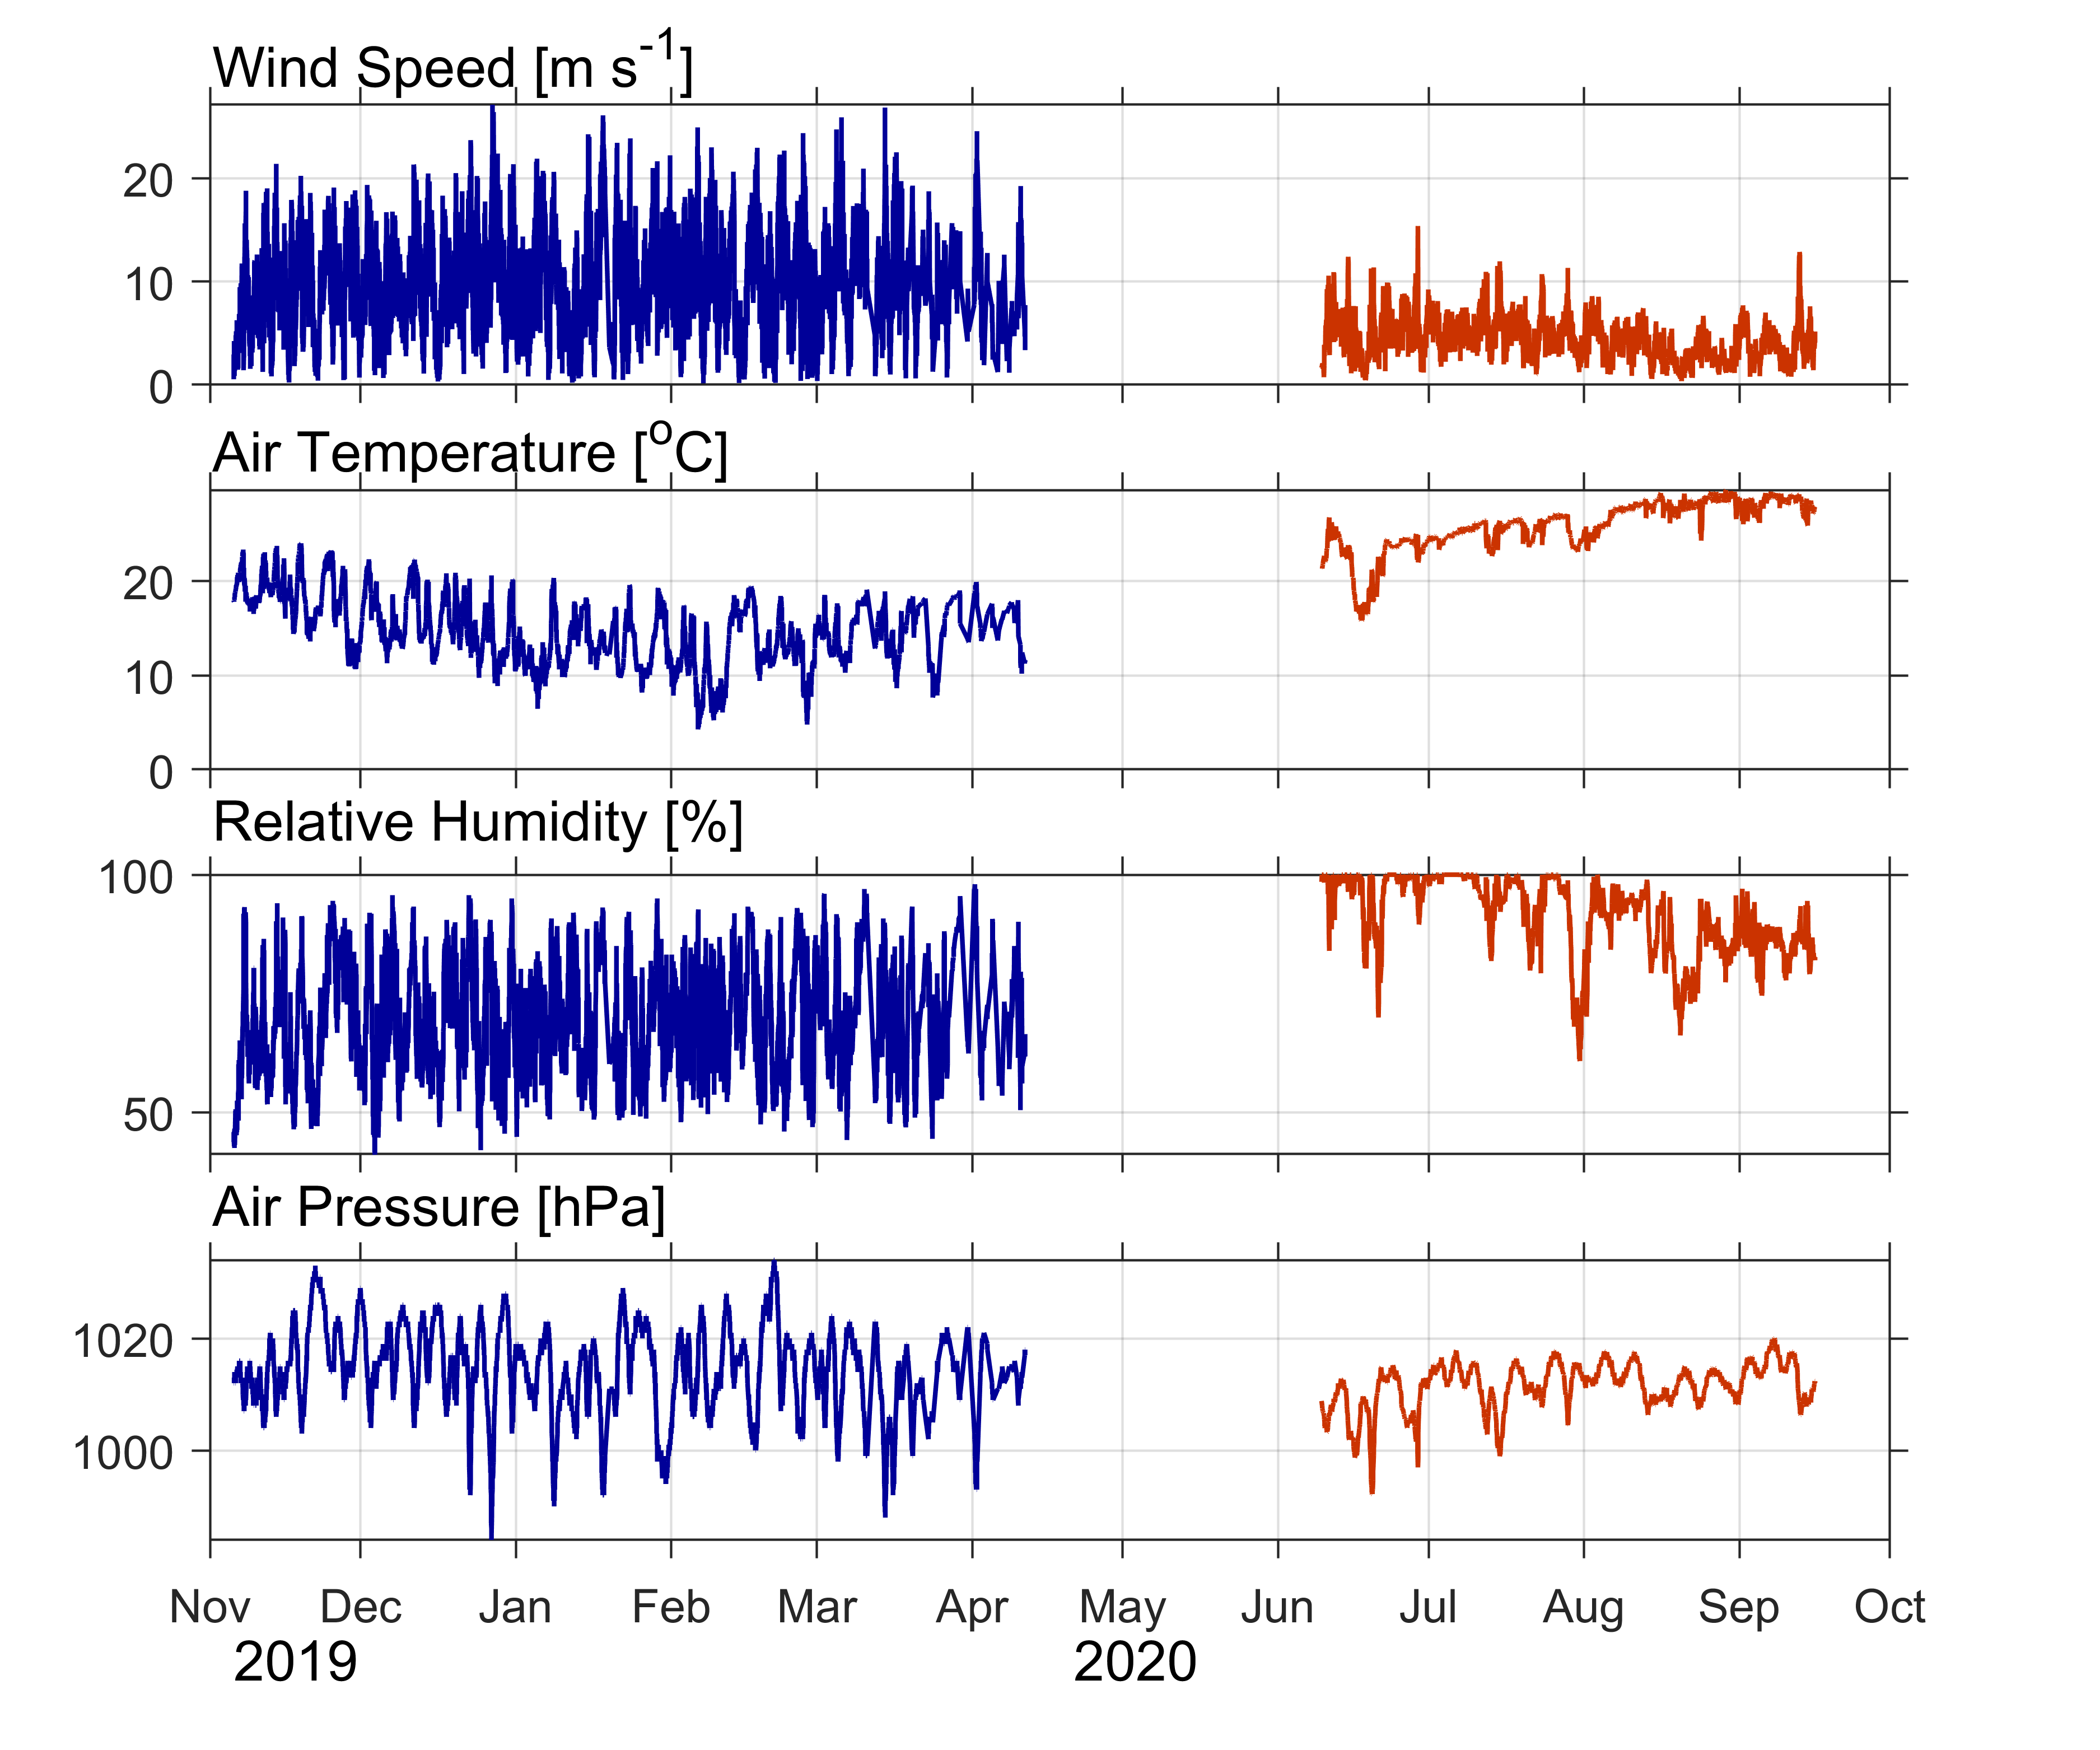 Wind Speed [m s-1]
20
10
0
Air Temperature [oC]
20
10
0
Relative Humidity [%]
100
50
Air Pressure [hPa]
1020
1000
Nov Dec Jan Feb Mar Apr May Jun Jul Aug Sep Oct
2019 2020